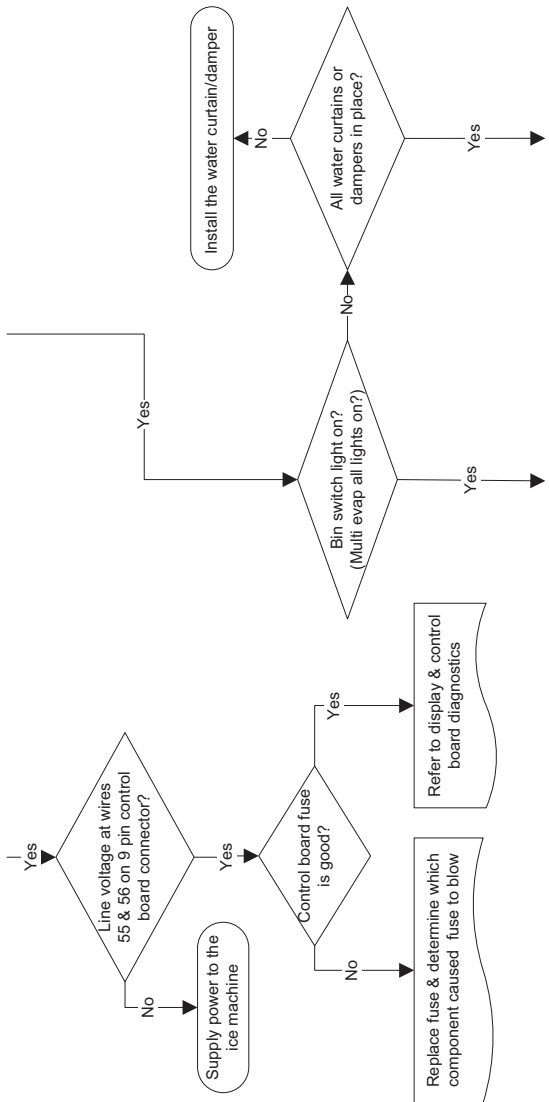 Yes
Line voltage at wires
55 & 56 on 9 pin control
board connector?
No
Supply power to the
ice machine
Yes
Control board fuse
is good?
No
Replace fuse & determine which
component caused fuse to blow
Yes
Refer to display & control
board diagnostics
Yes
Bin switch light on?
(Multi evap all lights on?)
Yes
No
All water curtains or
dampers in place?
No
Install the water curtain/damper
Yes